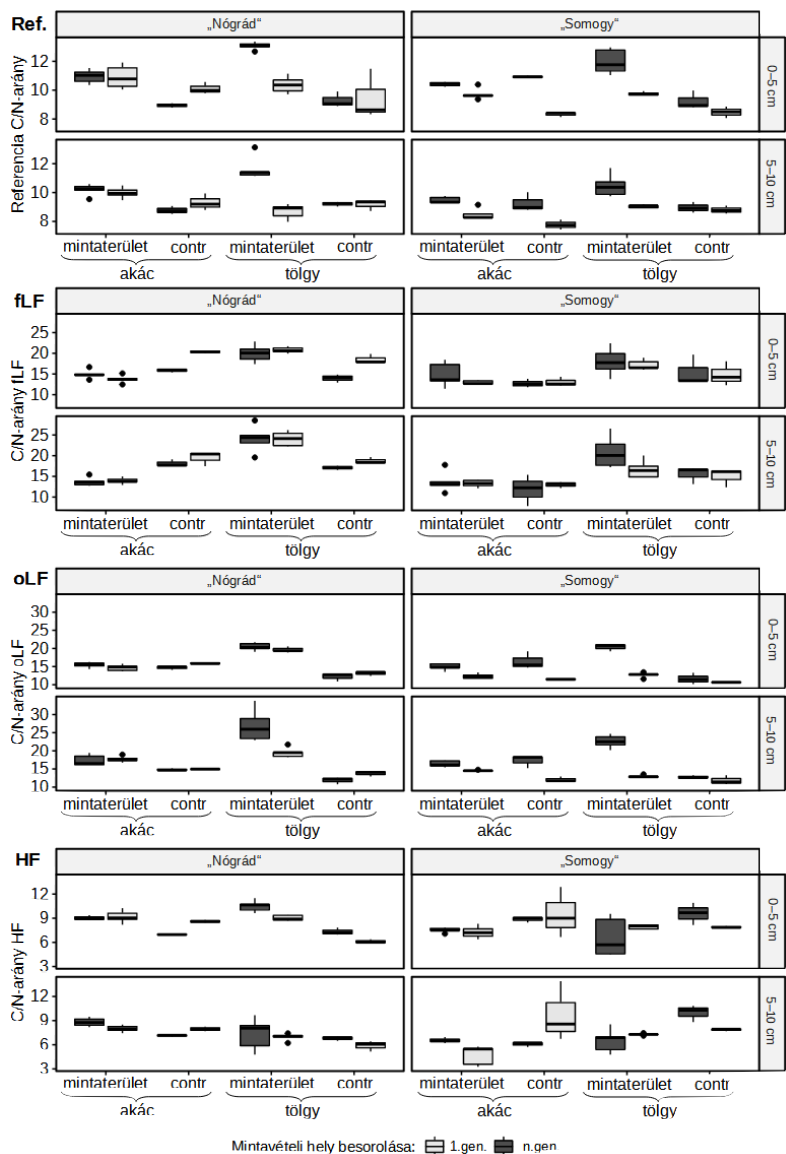 Ref.
„Nógrád“ „Somogy“
Referencia C/N-arány
12
10
8
0–5 cm
12
10
8
5–10 cm
mintaterület contr mintaterület contr mintaterület contr mintaterület contr
akác tölgy akác tölgy
fLF
„Nógrád“ „Somogy“
C/N-arány fLF
25
20
15
10
0–5 cm
25
20
15
10
5–10 cm
mintaterület contr mintaterület contr mintaterület contr mintaterület contr
akác tölgy akác tölgy
oLF
„Nógrád“ „Somogy“
C/N-arány oLF
30
25
20
15
10
0–5 cm
30
25
20
15
10
5–10 cm
mintaterület contr mintaterület contr mintaterület contr mintaterület contr
akác tölgy akác tölgy
HF
„Nógrád“ „Somogy“
C/N-arány HF
12
9
6
3
0–5 cm
12
9
6
3
5–10 cm
mintaterület contr mintaterület contr mintaterület contr mintaterület contr
akác tölgy akác tölgy
Mintavételi hely besorolása: 1.gen. n.gen